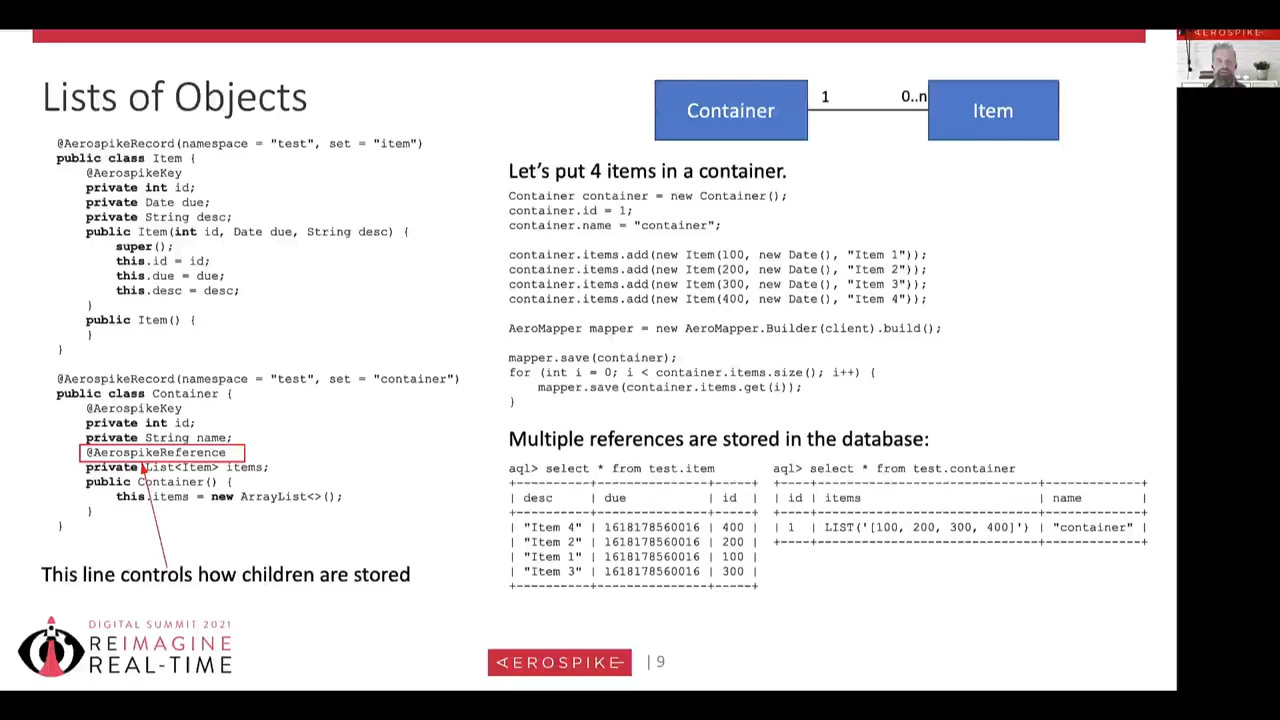 AEROSPIKE
Lists of Objects
Container
1
0..n
Item
@AerospikeRecord(namespace = "test", set = "item")
public class Item {
@AerospikeKey
private int id;
private Date due;
private String desc;
public Item(int id, Date due, String desc) {
super();
this.id = id;
this.due = due;
this.desc = desc;
}
public Item() {
}
}
@AerospikeRecord(namespace = "test", set = "container")
public class Container {
@AerospikeKey
private int id;
private String name;
@AerospikeReference
private List<Item> items;
public Container() {
this.items = new ArrayList<>();
}
}
This line controls how children are stored
Let's put 4 items in a container.
Container container = new Container();
container.id = 1;
container.name = "container";
container.items.add(new Item(100, new Date(), "Item 1"));
container.items.add(new Item(200, new Date(), "Item 2"));
container.items.add(new Item(300, new Date(), "Item 3"));
container.items.add(new Item(400, new Date(), "Item 4"));
AeroMapper mapper = new AeroMapper.Builder(client).build();
mapper.save(container);
for (int i = 0; i < container.items.size(); i++) {
mapper.save(container.items.get(i));
}
Multiple references are stored in the database:
aql> select * from test.item
+----------+---------------+-----+
| desc | due | id |
+----------+---------------+-----+
| "Item 4" | 1618178560016 | 400 |
| "Item 2" | 1618178560016 | 200 |
| "Item 1" | 1618178560016 | 100 |
| "Item 3" | 1618178560016 | 300 |
+----------+---------------+-----+
aql> select * from test.container
+----+------------------------------+-------------+
| id | items | name |
+----+------------------------------+-------------+
| 1 | LIST('[100, 200, 300, 400]') | "container" |
+----+------------------------------+-------------+
DIGITAL SUMMIT 2021
REIMAGINE
REAL-TIME
AEROSPIKE
| 9